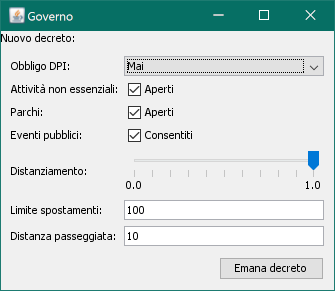 Governo
Nuovo decreto:
Obbligo DPI: Mai
Attività non essenziali: Aperti
Parchi: Aperti
Eventi pubblici: Consentiti
Distanziamento:
0.0 1.0
Limite spostamenti: 100
Distanza passeggiata: 10
Emana decreto